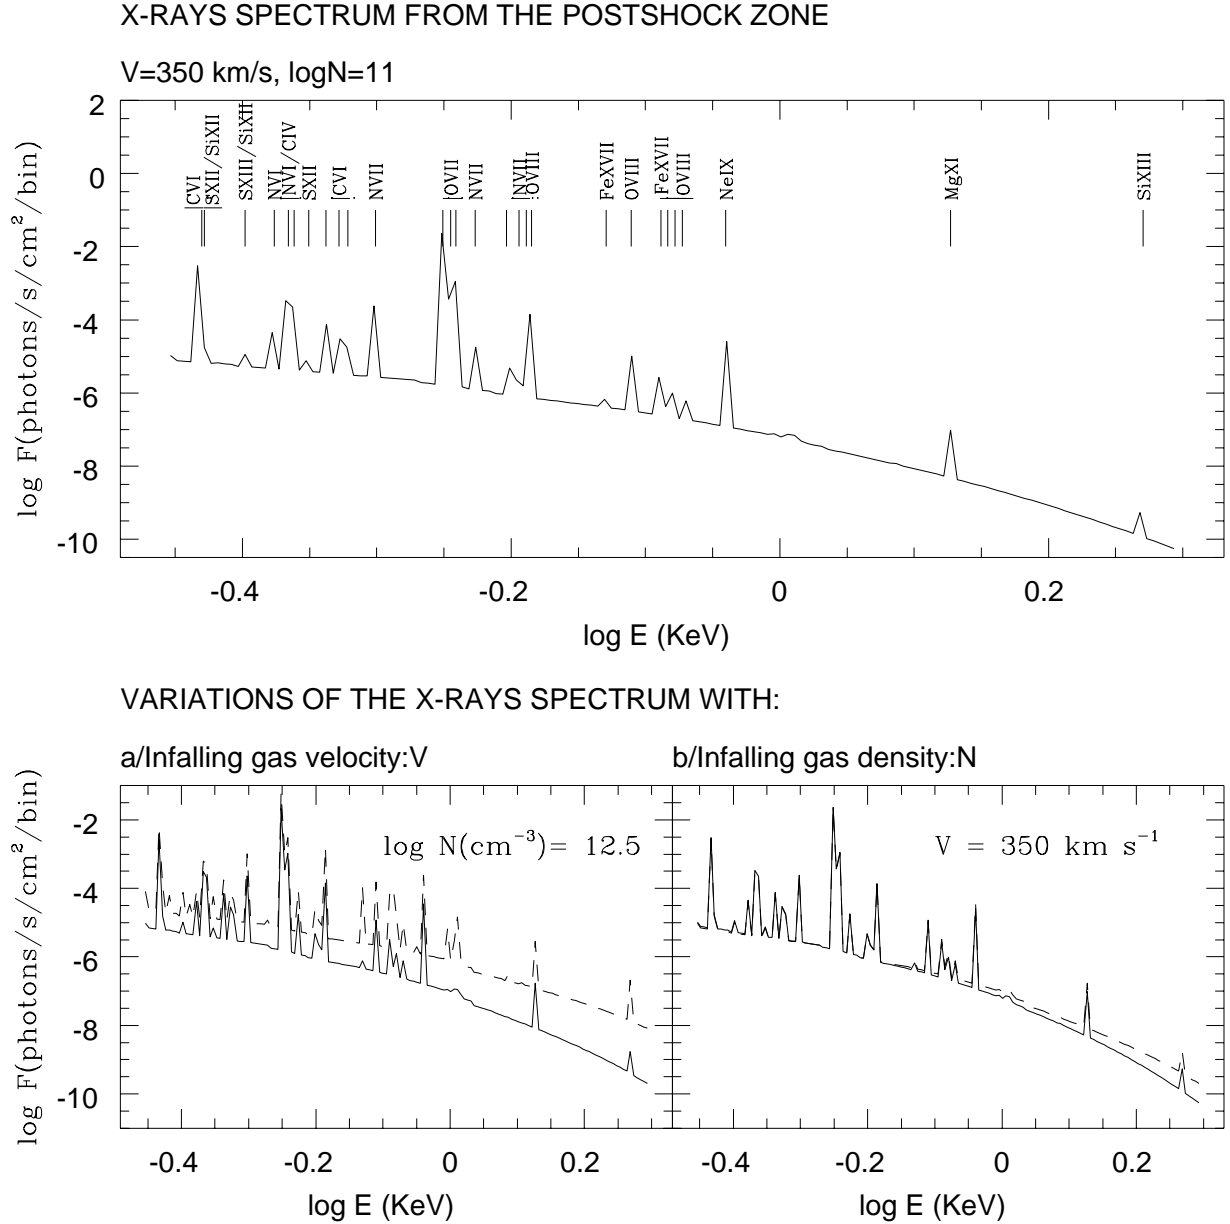 X-RAYS SPECTRUM FROM THE POSTSHOCK ZONE
V=350 km/s, logN=11
CVI
SXII/SiXII
SXIII/SiXII
NVI
NVI/CIV
SXII
CVI
NVII
OVII
NVII
NVII
OVIII
FeXVII
OVIII
FeXVII
OVIII
NeIX
MgXI
SiXIII
log F(photons/s/cm²/bin)
2
0
-2
-4
-6
-8
-10
-0.4 -0.2 0 0.2
log E (KeV)
VARIATIONS OF THE X-RAYS SPECTRUM WITH:
a/Infalling gas velocity:V
log N(cm⁻³)= 12.5
log F(photons/s/cm²/bin)
-2
-4
-6
-8
-10
-0.4 -0.2 0 0.2
log E (KeV)
b/Infalling gas density:N
V = 350 km s⁻¹
-0.4 -0.2 0 0.2
log E (KeV)